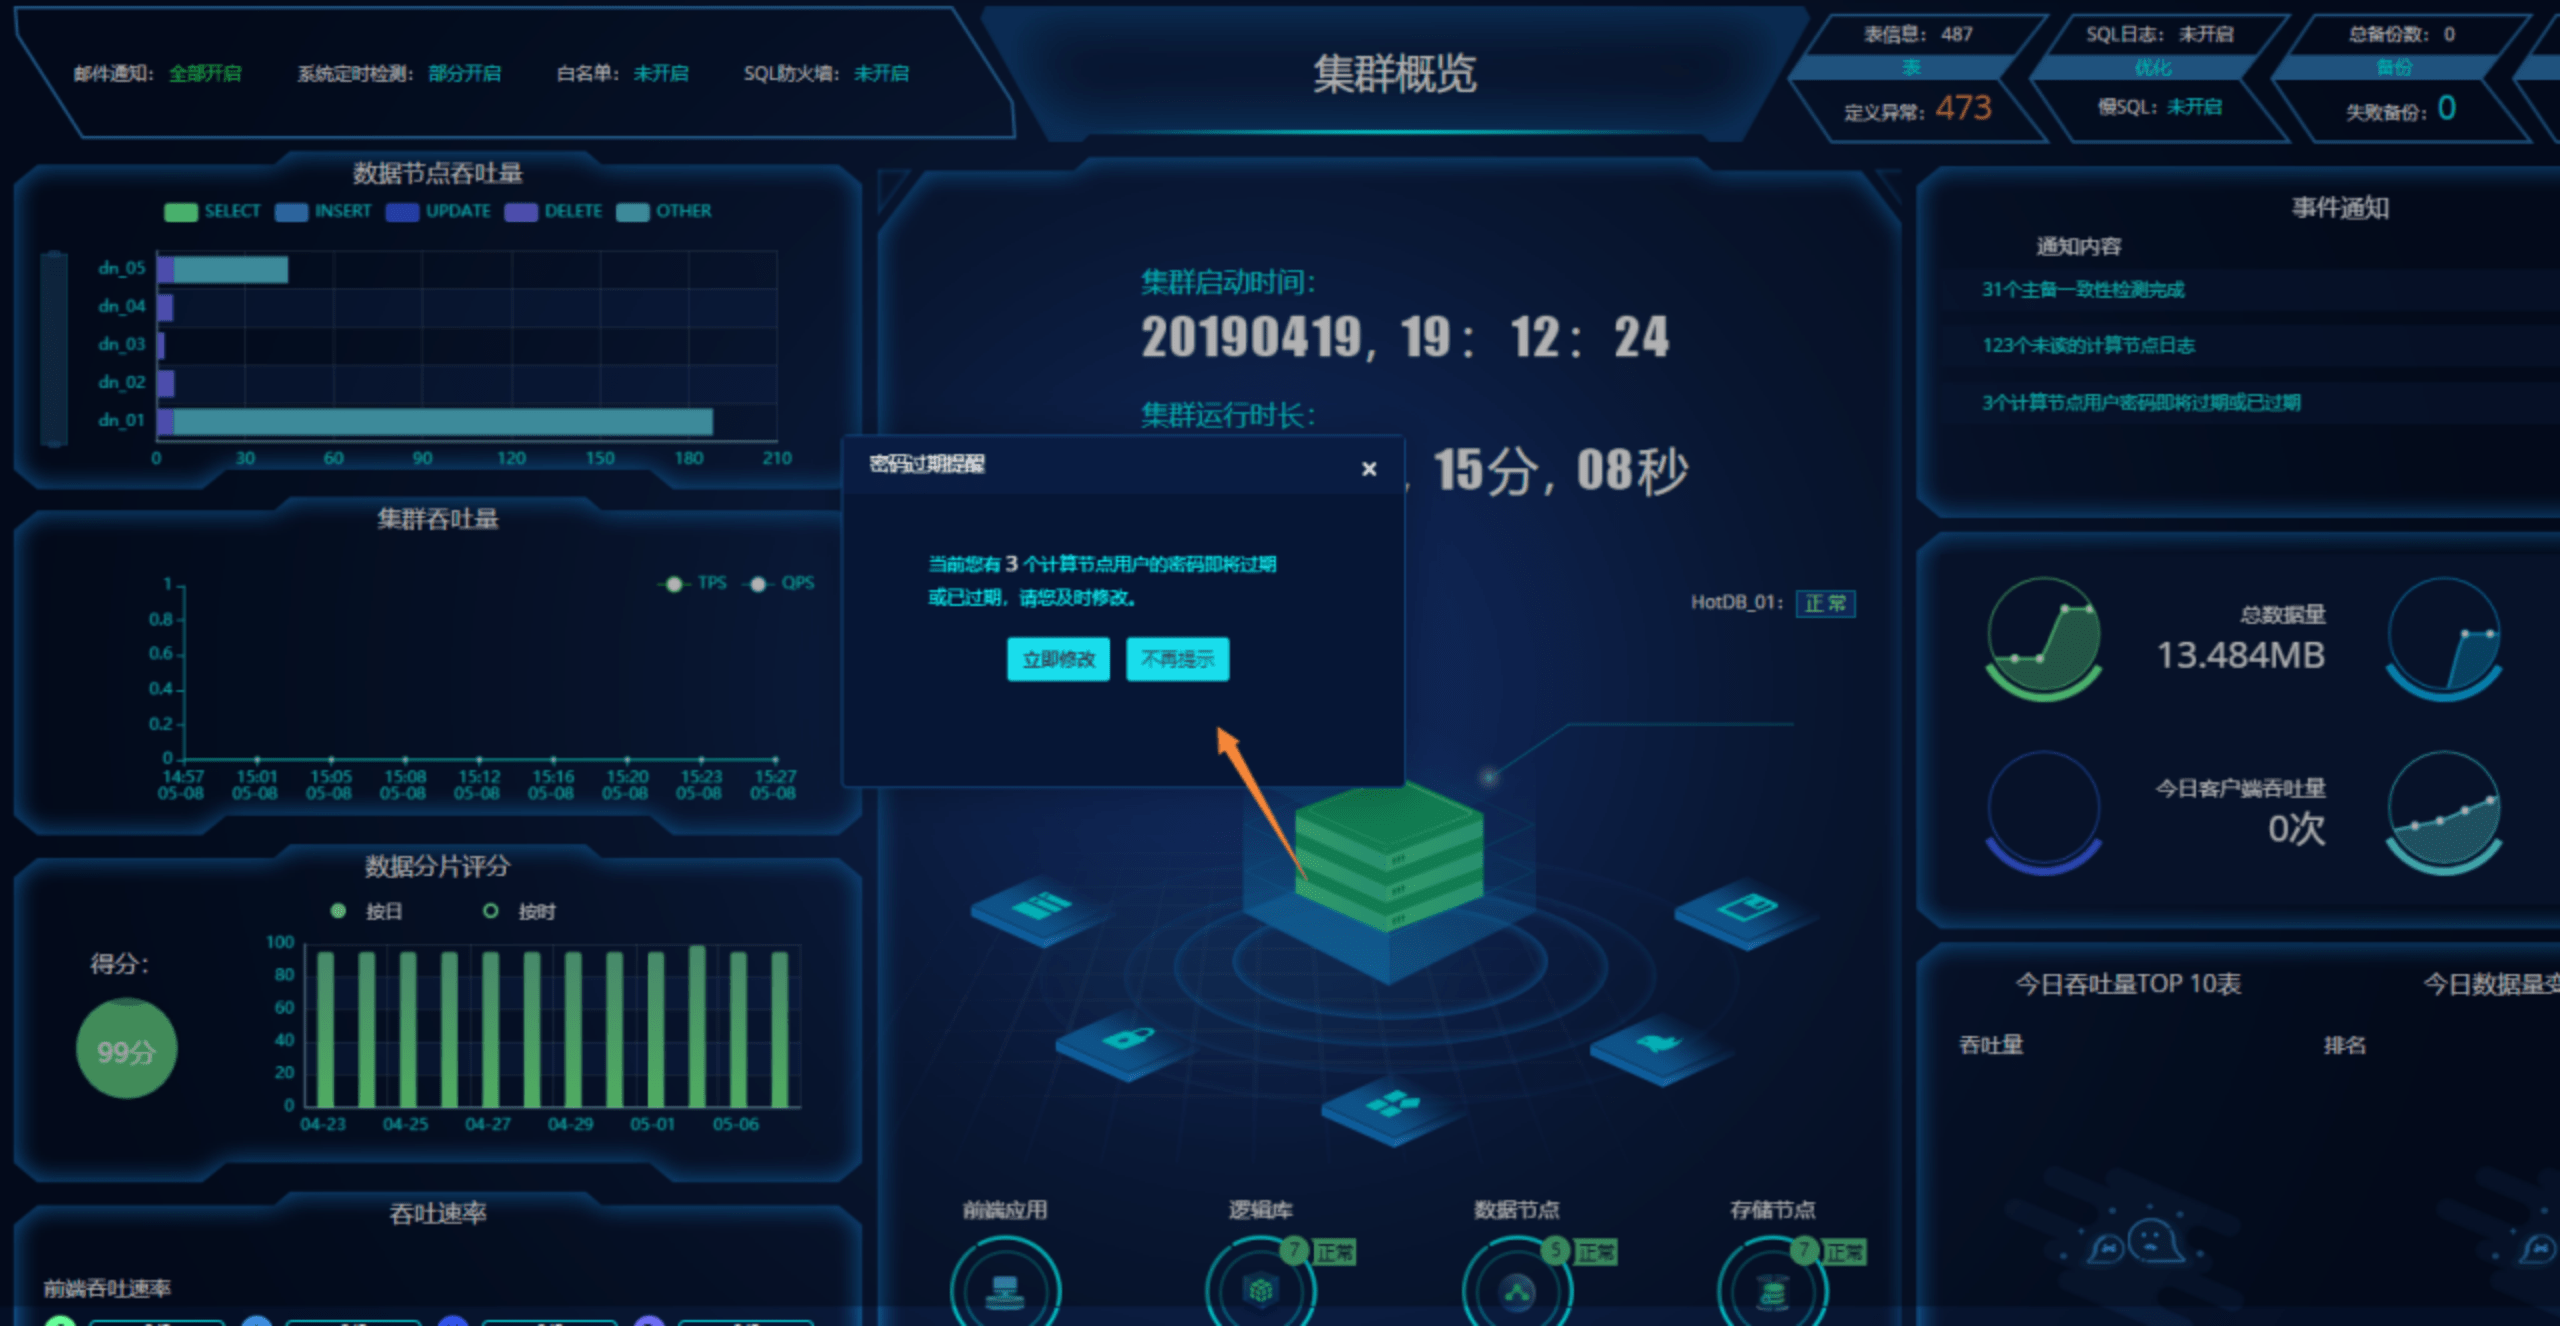 邮件通知： 全部开启 系统定时检测： 部分开启 白名单： 未开启 SQL防火墙： 未开启
集群概览
表信息： 487
表
定义异常：473
SQL日志： 未开启
优化
慢SQL：未开启
总备份数： 0
备份
失败备份：0
数据节点吞吐量
SELECT INSERT UPDATE DELETE OTHER
dn_05
dn_04
dn_03
dn_02
dn_01
0 30 60 90 120 150 180 210
集群吞吐量
TPS QPS
1
0.8
0.6
0.4
0.2
0
14:57 15:01 15:05 15:08 15:12 15:16 15:20 15:23 15:27
05-08 05-08 05-08 05-08 05-08 05-08 05-08 05-08 05-08
数据分片评分
按日 按时
得分：
99分
100
80
60
40
20
0
04-23 04-25 04-27 04-29 05-01 05-06
吞吐速率
前端吞吐速率
集群启动时间：
20190419, 19： 12： 24
集群运行时长：
, 15分, 08秒
密码过期提醒
×
当前您有 3 个计算节点用户的密码即将过期
或已过期，请您及时修改。
立即修改 不再提示
HotDB_01： 正常
前端应用 逻辑库 数据节点 存储节点
7 正常 5 正常 7 正常
事件通知
通知内容
31个主备一致性检测完成
123个未读的计算节点日志
3个计算节点用户密码即将过期或已过期
总数据量
13.484MB
今日客户端吞吐量
0次
今日吞吐量TOP 10表 今日数据量变
吞吐量 排名